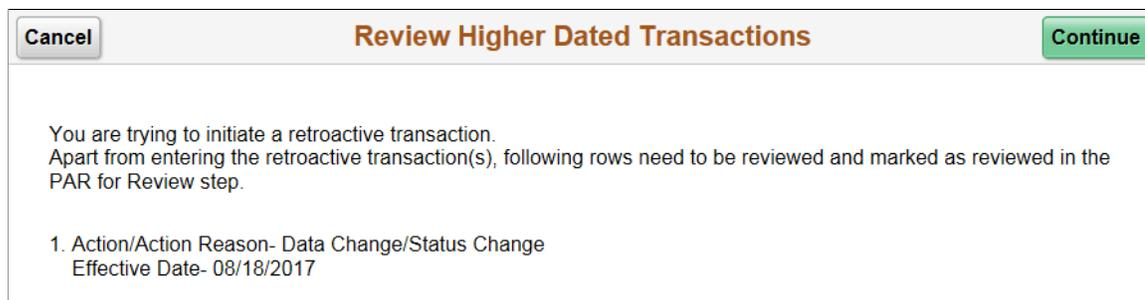 Cancel
Review Higher Dated Transactions
Continue
You are trying to initiate a retroactive transaction.
Apart from entering the retroactive transaction(s), following rows need to be reviewed and marked as reviewed in the
PAR for Review step.
1. Action/Action Reason- Data Change/Status Change
Effective Date- 08/18/2017